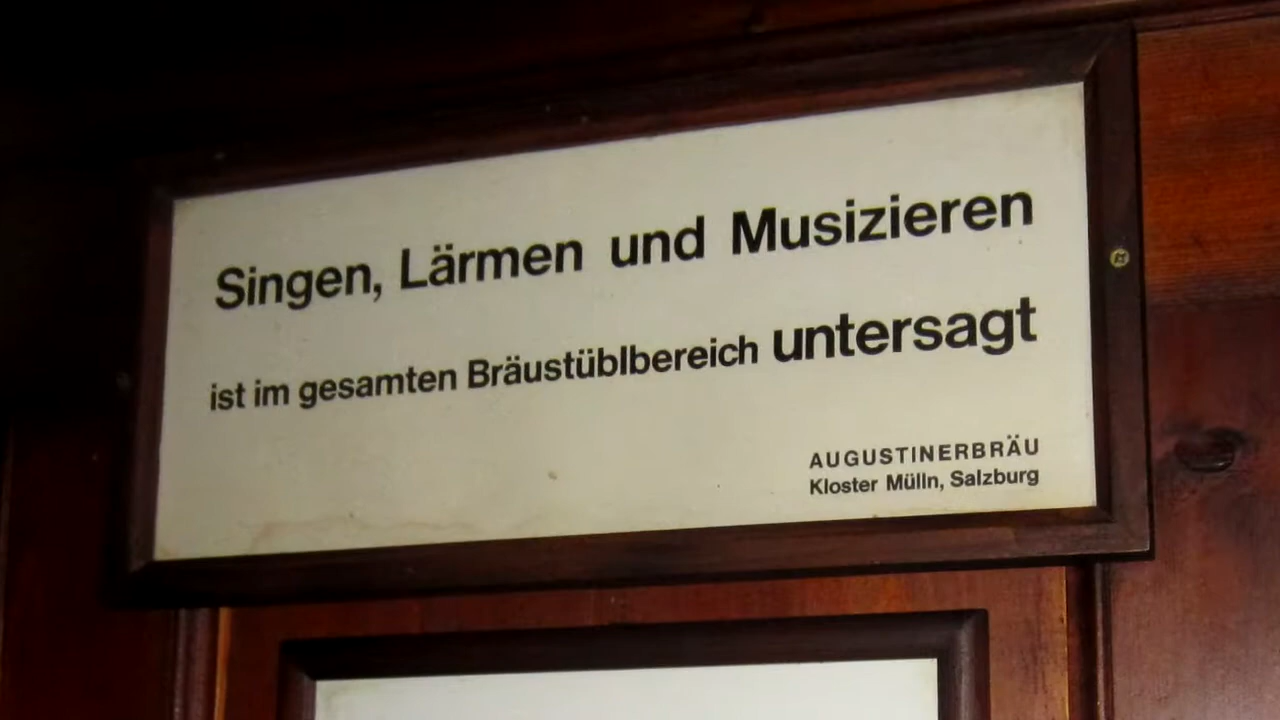 Singen, Lärmen und Musizieren
ist im gesamten Bräustüblbereich untersagt
AUGUSTINERBRÄU
Kloster Mülln, Salzburg